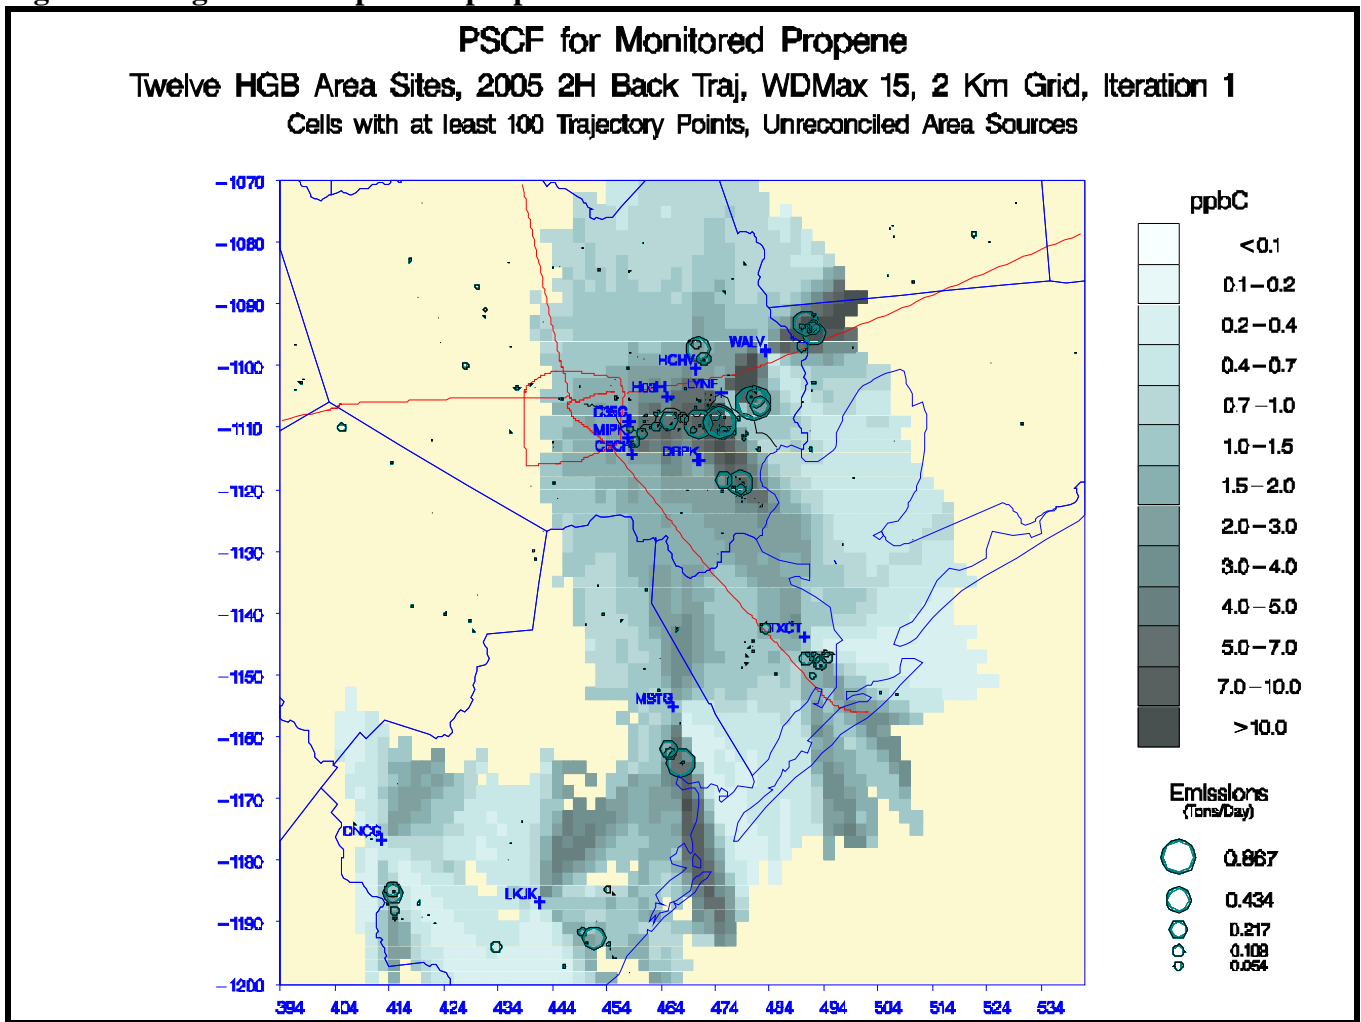 PSCF for Monitored Propene
Twelve HGB Area Sites, 2005 2H Back Traj, WDMax 15, 2 Km Grid, Iteration 1
Cells with at least 100 Trajectory Points, Unreconciled Area Sources
-1070
-1080
-1090
-1100
-1110
-1120
-1130
-1140
-1150
-1160
-1170
-1180
-1190
-1200
394 404 414 424 434 444 454 464 474 484 494 504 514 524 534
WALV
HCHV
LYNF
H03H
C35C
DRPK
TXCT
MSTG
DNCG
LKJK
ppbC
<0.1
0.1-0.2
0.2-0.4
0.4-0.7
0.7-1.0
1.0-1.5
1.5-2.0
2.0-3.0
3.0-4.0
4.0-5.0
5.0-7.0
7.0-10.0
>10.0
Emissions
(Tons/Day)
0.867
0.434
0.217
0.108
0.054